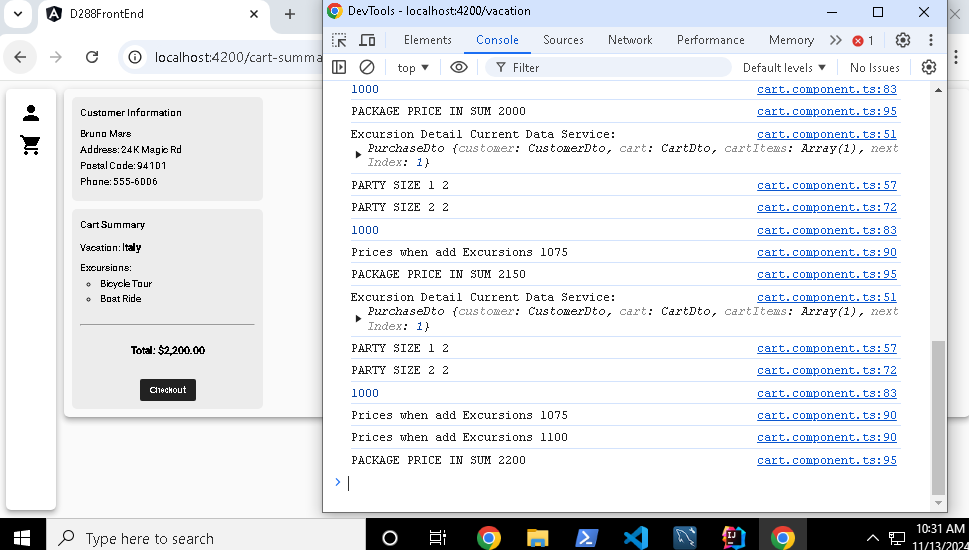 D288FrontEnd
localhost:4200/cart-summa
Customer Information
Bruno Mars
Address: 24K Magic Rd
Postal Code: 94101
Phone: 555-6006
Cart Summary
Vacation: Italy
Excursions:
Bicycle Tour
Boat Ride
Total: $2,200.00
Checkout
DevTools - localhost:4200/vacation
Elements Console Sources Network Performance Memory 1
top Filter Default levels No Issues
1000 cart.component.ts:83
PACKAGE PRICE IN SUM 2000 cart.component.ts:95
Excursion Detail Current Data Service: cart.component.ts:51
PurchaseDto {customer: CustomerDto, cart: CartDto, cartItems: Array(1), next
Index: 1}
PARTY SIZE 1 2 cart.component.ts:57
PARTY SIZE 2 2 cart.component.ts:72
1000 cart.component.ts:83
Prices when add Excursions 1075 cart.component.ts:90
PACKAGE PRICE IN SUM 2150 cart.component.ts:95
Excursion Detail Current Data Service: cart.component.ts:51
PurchaseDto {customer: CustomerDto, cart: CartDto, cartItems: Array(1), next
Index: 1}
PARTY SIZE 1 2 cart.component.ts:57
PARTY SIZE 2 2 cart.component.ts:72
1000 cart.component.ts:83
Prices when add Excursions 1075 cart.component.ts:90
Prices when add Excursions 1100 cart.component.ts:90
PACKAGE PRICE IN SUM 2200 cart.component.ts:95
Type here to search
10:31 AM
11/13/202